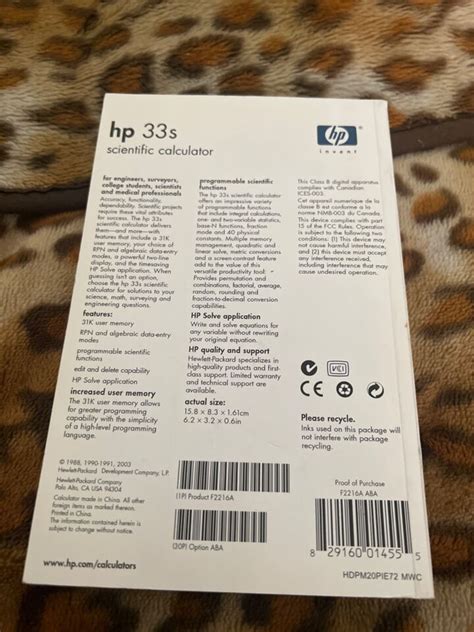 hp 33s
scientific calculator
hp
invent
for engineers, surveyors,
college students, scientists
and medical professionals
Accuracy, functionality,
dependability. Scientific projects
require these vital attributes
for success. The hp 33s
scientific calculator delivers
them—and more—with
features that include a 31K
user memory, your choice of
RPN and algebraic entry
modes, a powerful two-line
display, and the timesaving
HP Solve application. When
guessing isn't an option,
choose the hp 33s scientific
calculator for solutions to your
science, math, surveying and
engineering questions.
features:
31K user memory
RPN and algebraic data-entry
modes
programmable scientific
functions
edit and delete capability
HP Solve application
increased user memory
The 31K user memory allows
for greater programming
capability with the simplicity
of a high-level programming
language.
programmable scientific
functions
The hp 33s scientific calculator
offers an impressive variety
of programmable functions
that include integral calculations,
one- and two-variable statistics,
base-N functions, fraction
mode and 40 physical
constants. Multiple memory
management, quadratic and
linear solve, metric conversions
and a screen-contrast feature
add to the value of this
versatile productivity tool:
Provides permutation and
combinations, factorial, average,
random, rounding and
fraction-to-decimal conversion
capabilities.
HP Solve application
Write and solve equations for
any variable without rewriting
your original equation.
HP quality and support
Hewlett-Packard specializes in
high-quality products and first-
class support. Limited warranty
and technical support are
available.
actual size:
15.8 x 8.3 x 1.61cm
6.2 x 3.2 x 0.6in
This Class B digital apparatus
complies with Canadian
ICES-003.
Cet appareil numérique de la
classe B est conforme à la
norme NMB-003 du Canada.
This device complies with part
15 of the FCC Rules. Operation
is subject to the following two
conditions: (1) This device may
not cause harmful interference,
and (2) this device must accept
any interference received,
including interference that may
cause undesired operation.
VCI
CE
Please recycle.
Inks used on this package will
not interfere with package
recycling.
© 1988, 1990-1991, 2003
Hewlett-Packard Development Company, L.P.
Hewlett-Packard Company
Palo Alto, CA USA 94304
Calculator made in China. All other
foreign items as marked thereon.
Printed in China.
The information contained herein is
subject to change without notice.
www.hp.com/calculators
(1P) Product F2216A
(30P) Option ABA
Proof of Purchase
F2216A ABA
8 29160 01455 5
HDPM20PIE72 MWC